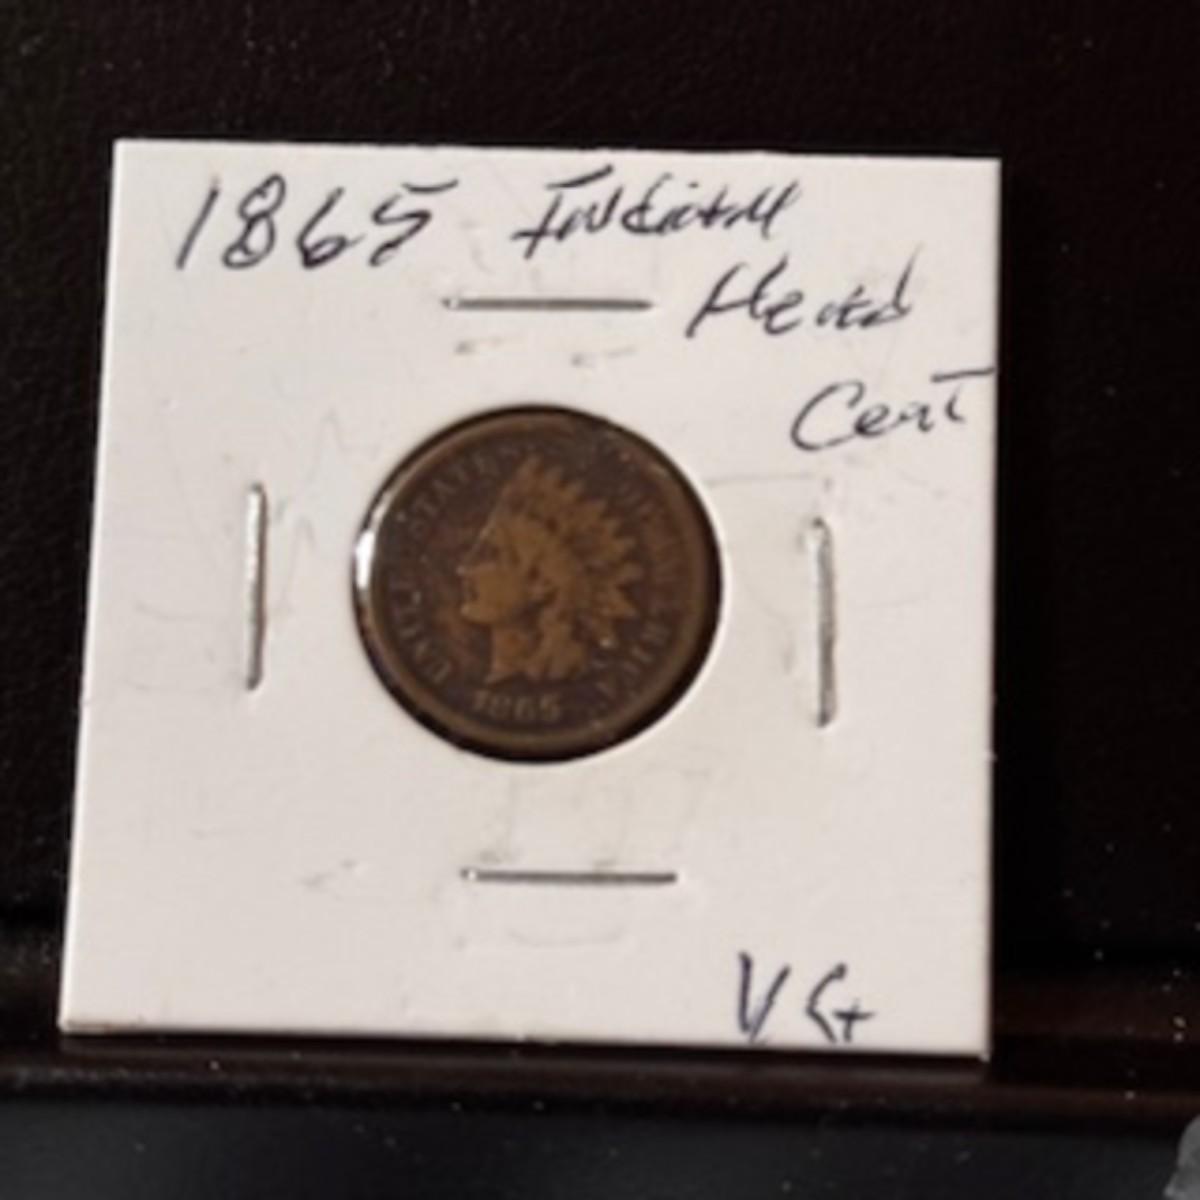 1865 Indian
Head
Cent
UNITED STATES OF AMERICA
1865
VG